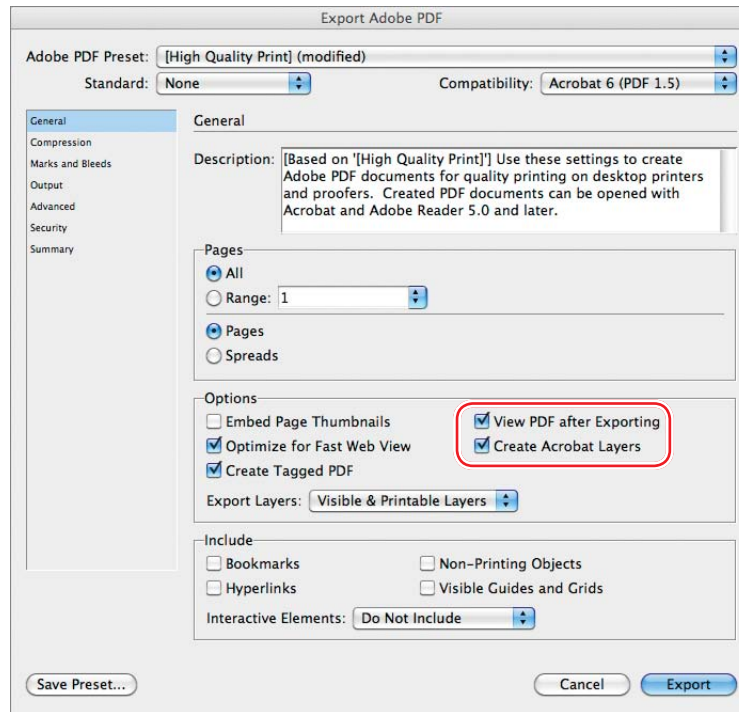 Export Adobe PDF
Adobe PDF Preset: [High Quality Print] (modified)
Standard: None Compatibility: Acrobat 6 (PDF 1.5)
General
Compression
Marks and Bleeds
Output
Advanced
Security
Summary
General
Description: [Based on '[High Quality Print]'] Use these settings to create
Adobe PDF documents for quality printing on desktop printers
and proofers. Created PDF documents can be opened with
Acrobat and Adobe Reader 5.0 and later.
Pages
All
Range: 1
Pages
Spreads
Options
Embed Page Thumbnails View PDF after Exporting
Optimize for Fast Web View Create Acrobat Layers
Create Tagged PDF
Export Layers: Visible & Printable Layers
Include
Bookmarks Non-Printing Objects
Hyperlinks Visible Guides and Grids
Interactive Elements: Do Not Include
Save Preset... Cancel Export